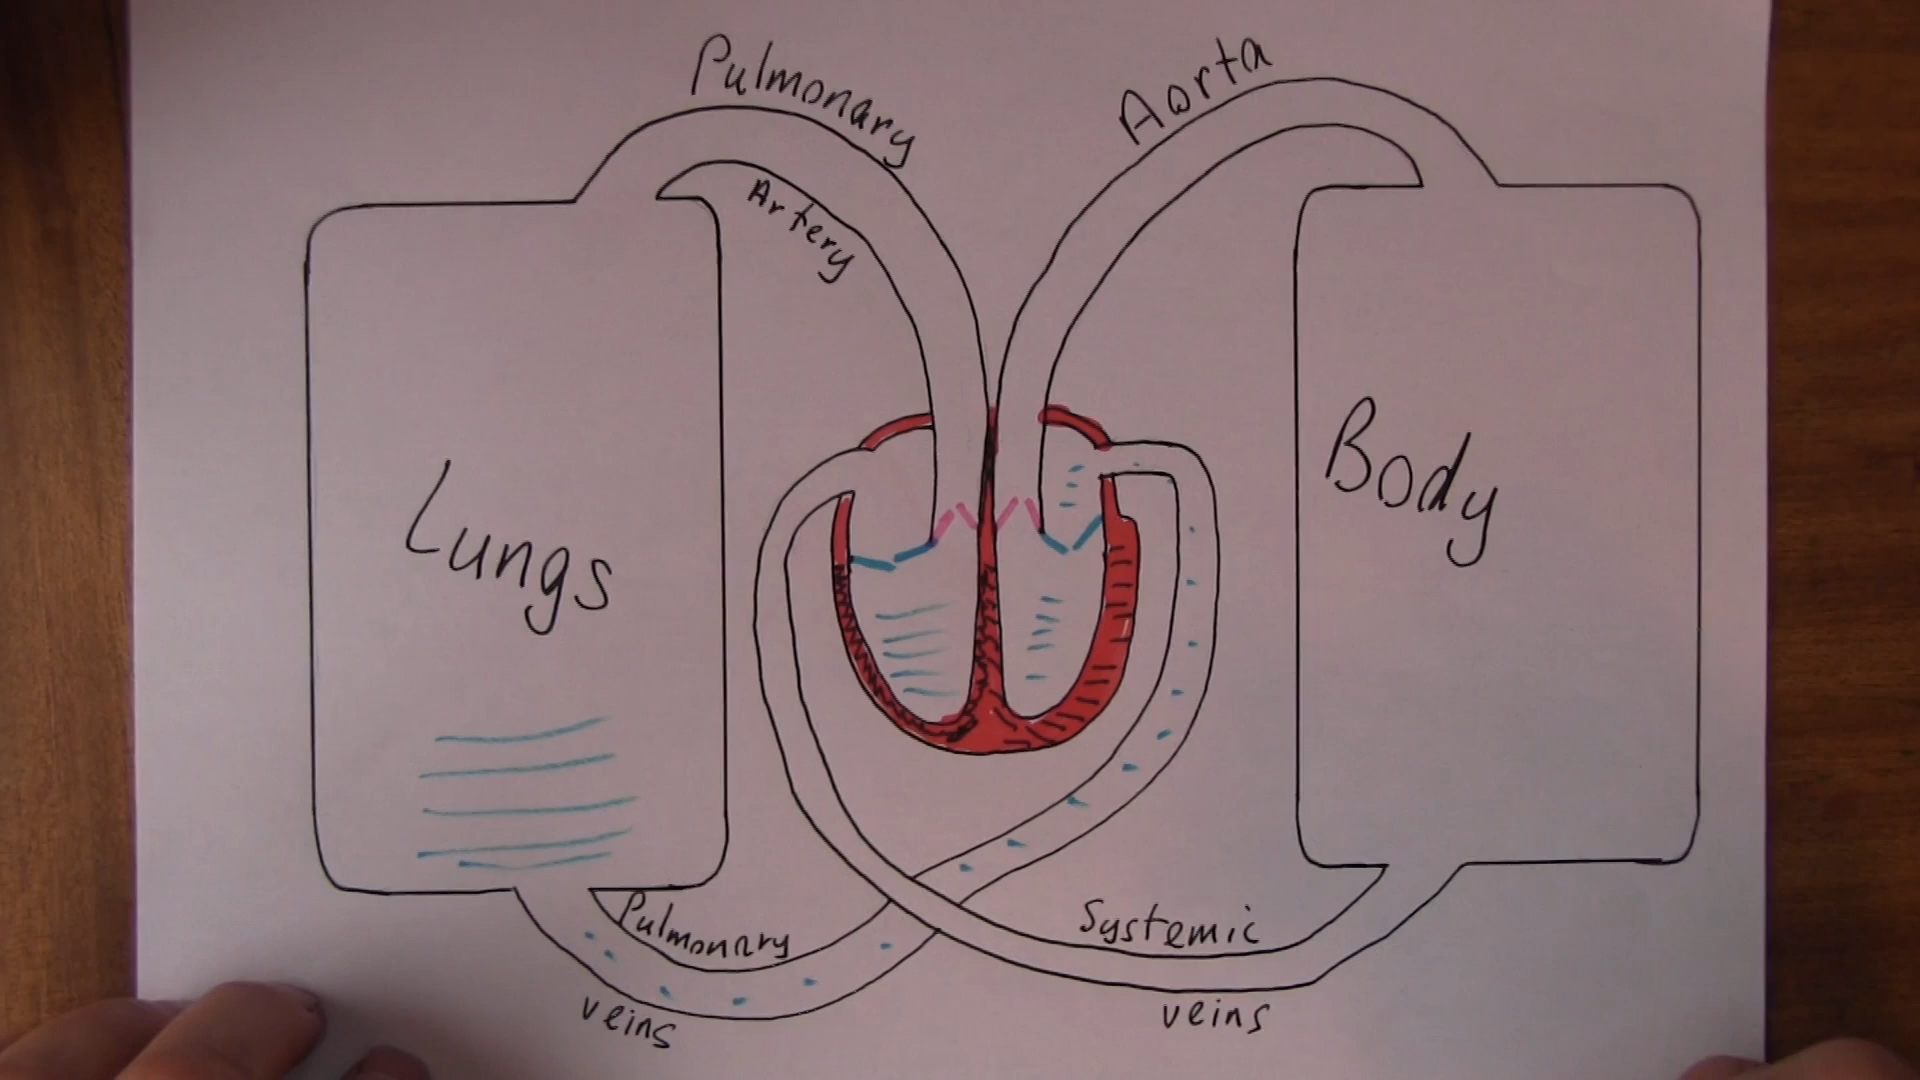 Pulmonary
Artery
Aorta
Lungs
Body
Pulmonary
veins
Systemic
veins